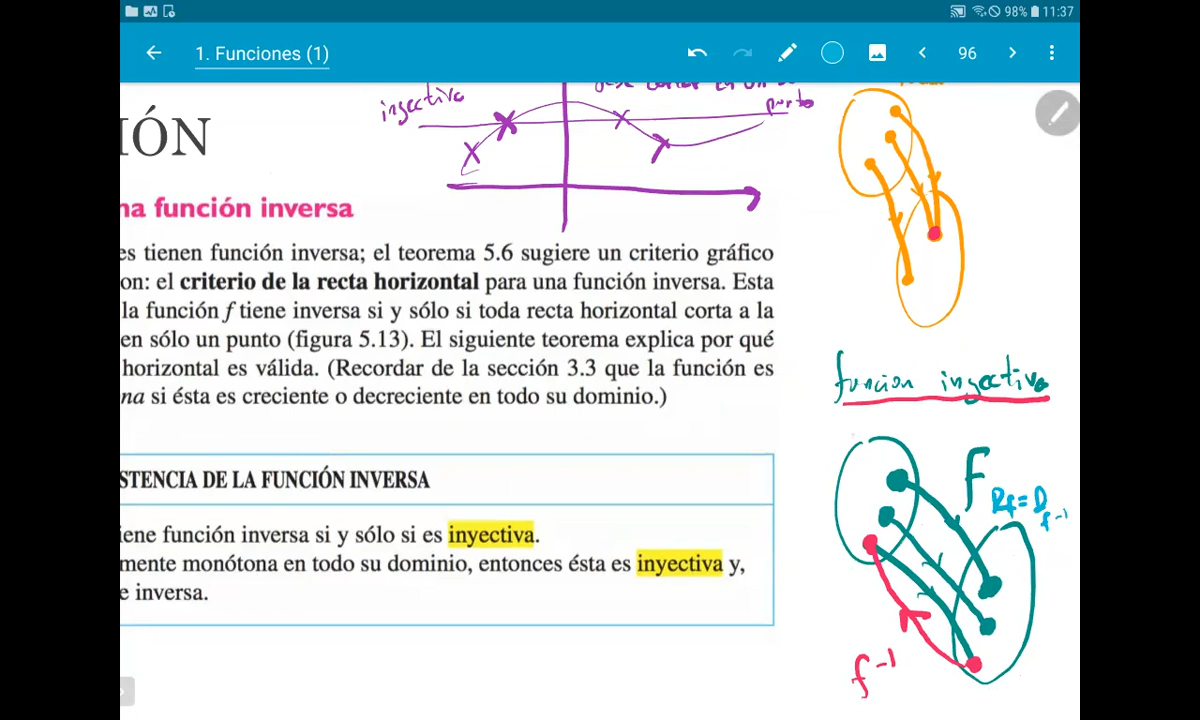 98% 11:37
1. Funciones (1)
96
inyectiva
punto
IÓN
na función inversa
es tienen función inversa; el teorema 5.6 sugiere un criterio gráfico
on: el criterio de la recta horizontal para una función inversa. Esta
la función f tiene inversa si y sólo si toda recta horizontal corta a la
en sólo un punto (figura 5.13). El siguiente teorema explica por qué
horizontal es válida. (Recordar de la sección 3.3 que la función es
na si ésta es creciente o decreciente en todo su dominio.)
funcion inyectiva
STENCIA DE LA FUNCIÓN INVERSA
iene función inversa si y sólo si es inyectiva.
mente monótona en todo su dominio, entonces ésta es inyectiva y,
e inversa.
f
Rf = D f⁻¹
f⁻¹